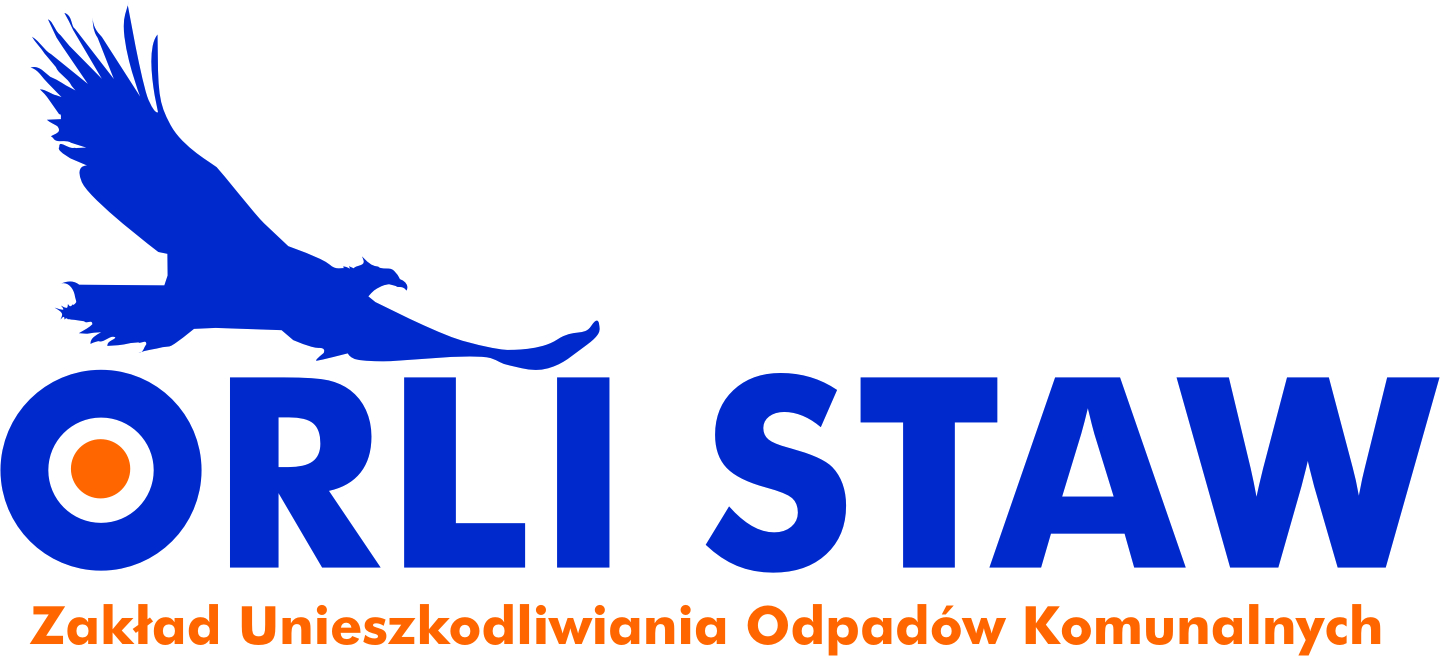 ORLI STAW
Zakład Unieszkodliwiania Odpadów Komunalnych